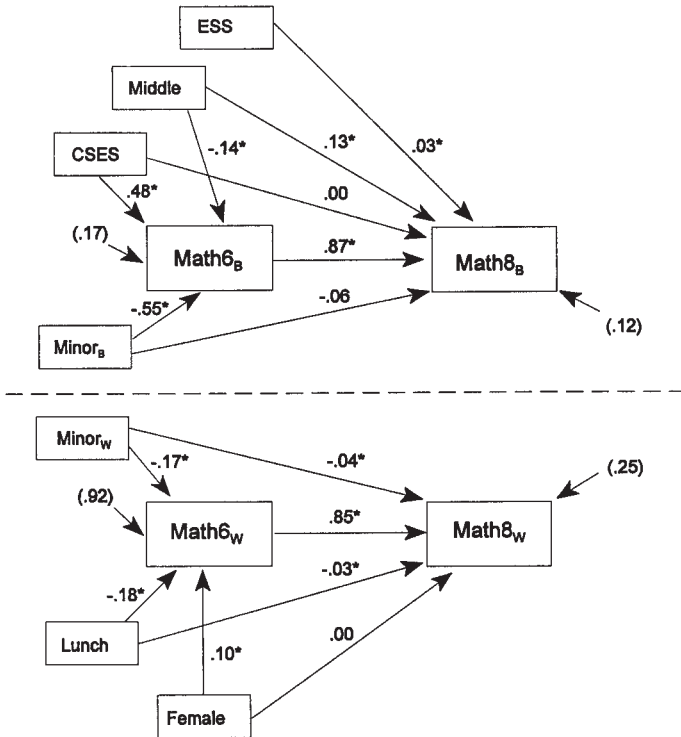 ESS
Middle
-.14*
.13*
.03*
CSES
.48*
.00
(.17)
Math6B
.87*
Math8B
-.55*
-.06
(.12)
MinorB
MinorW
-.17*
-.04*
(.25)
(.92)
Math6W
.85*
Math8W
-.18*
-.03*
Lunch
.10*
.00
Female